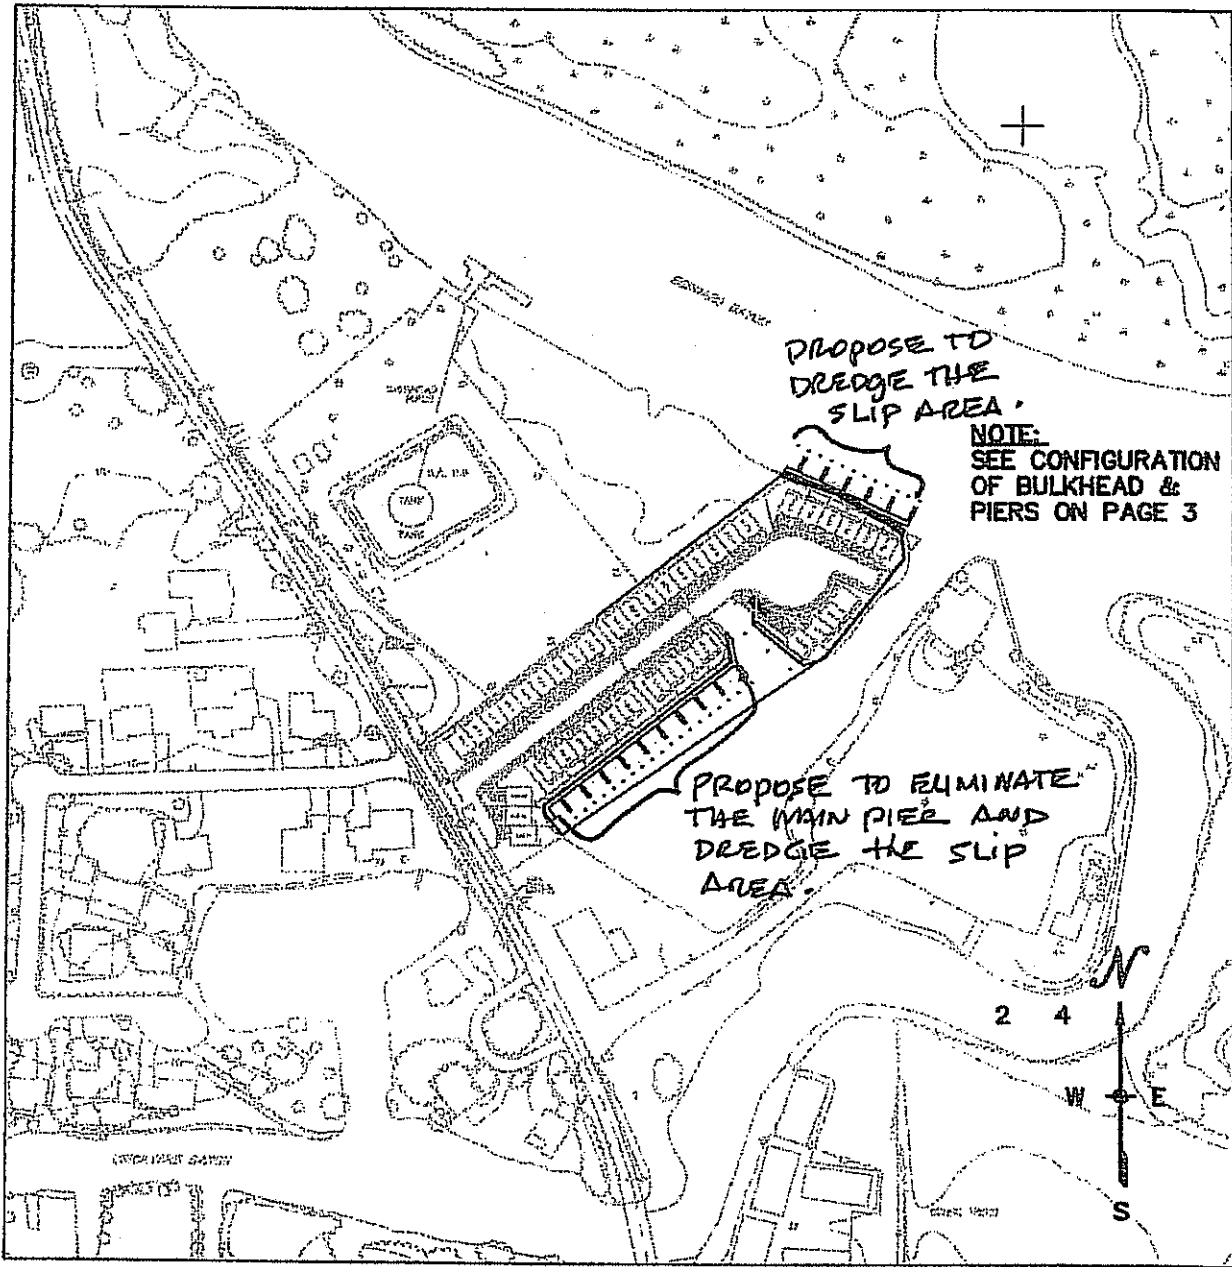 PROPOSE TO
DREDGE THE
SLIP AREA.
NOTE:
SEE CONFIGURATION
OF BULKHEAD &
PIERS ON PAGE 3
TANK
PROPOSE TO ELIMINATE
THE MAIN PIER AND
DREDGE THE SLIP
AREA.
N
2 4
W E
S